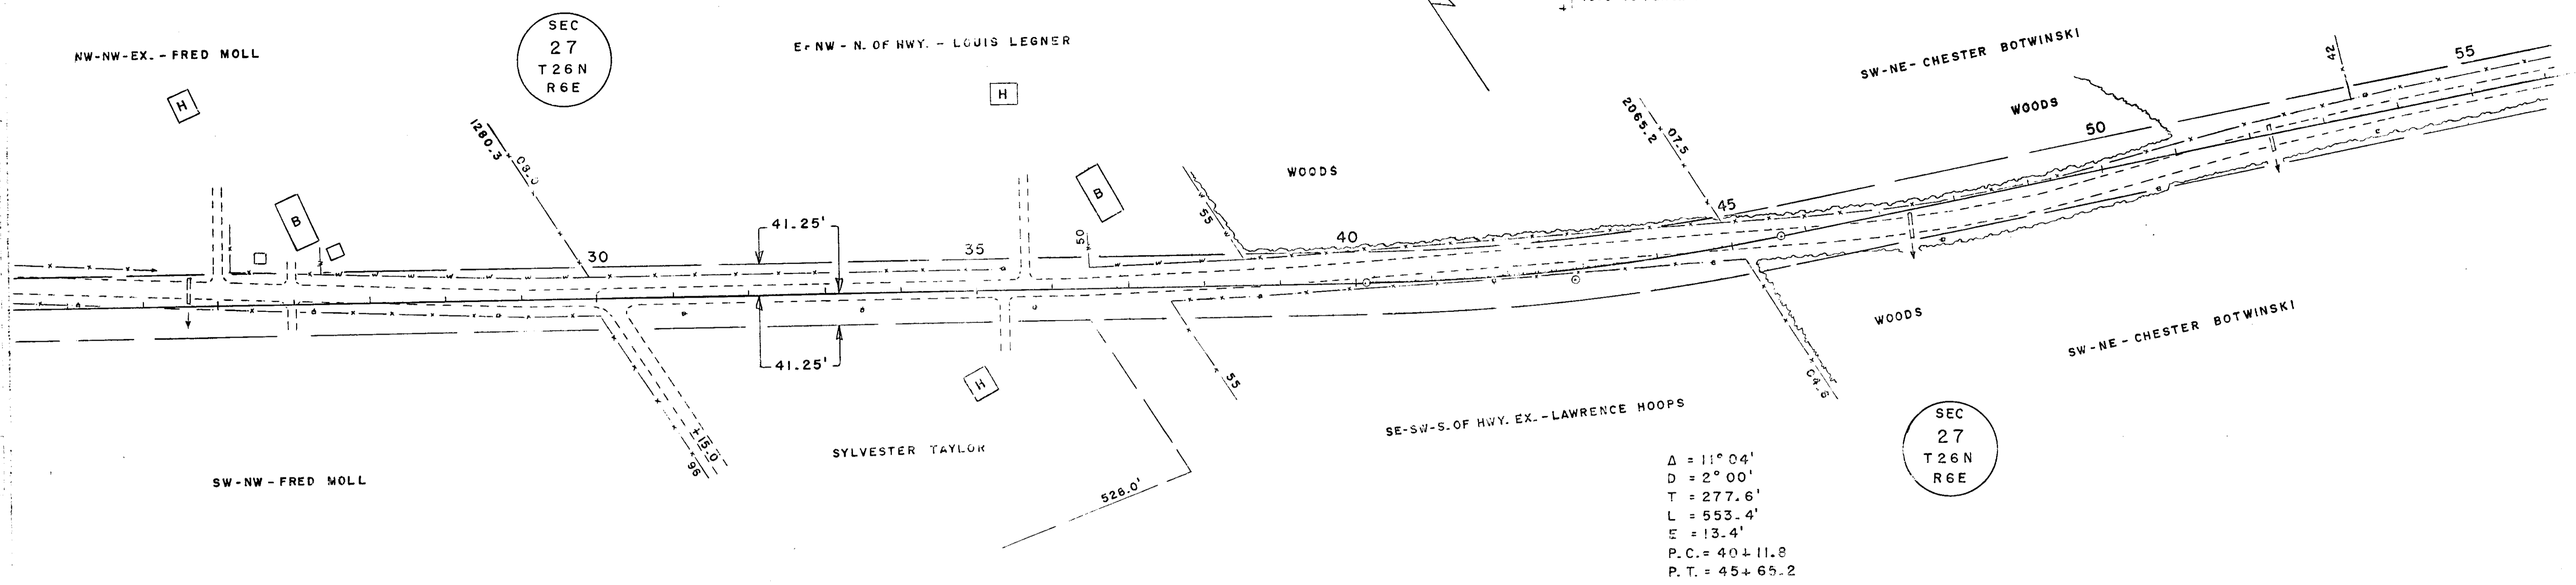 NW-NW-EX.-FRED MOLL
SEC
27
T26N
R6E
N. OF HWY. - LOUIS LEGNER
SW-NE-CHESTER BOTWINSKI
WOODS
42
55
H
H
1280.3
2065.2
07.5
50
B
B
WOODS
55
45
41.25'
30
35
50
40
41.25'
WOODS
SW-NE-CHESTER BOTWINSKI
H
55
04.6
+15.0
96
SYLVESTER TAYLOR
SE-SW-S. OF HWY. EX.-LAWRENCE HOOPS
SEC
27
T26N
R6E
SW-NW-FRED MOLL
528.0'
Δ = 11° 04'
D = 2° 00'
T = 277.6'
L = 553.4'
E = 13.4'
P.C. = 40+11.8
P.T. = 45+65.2